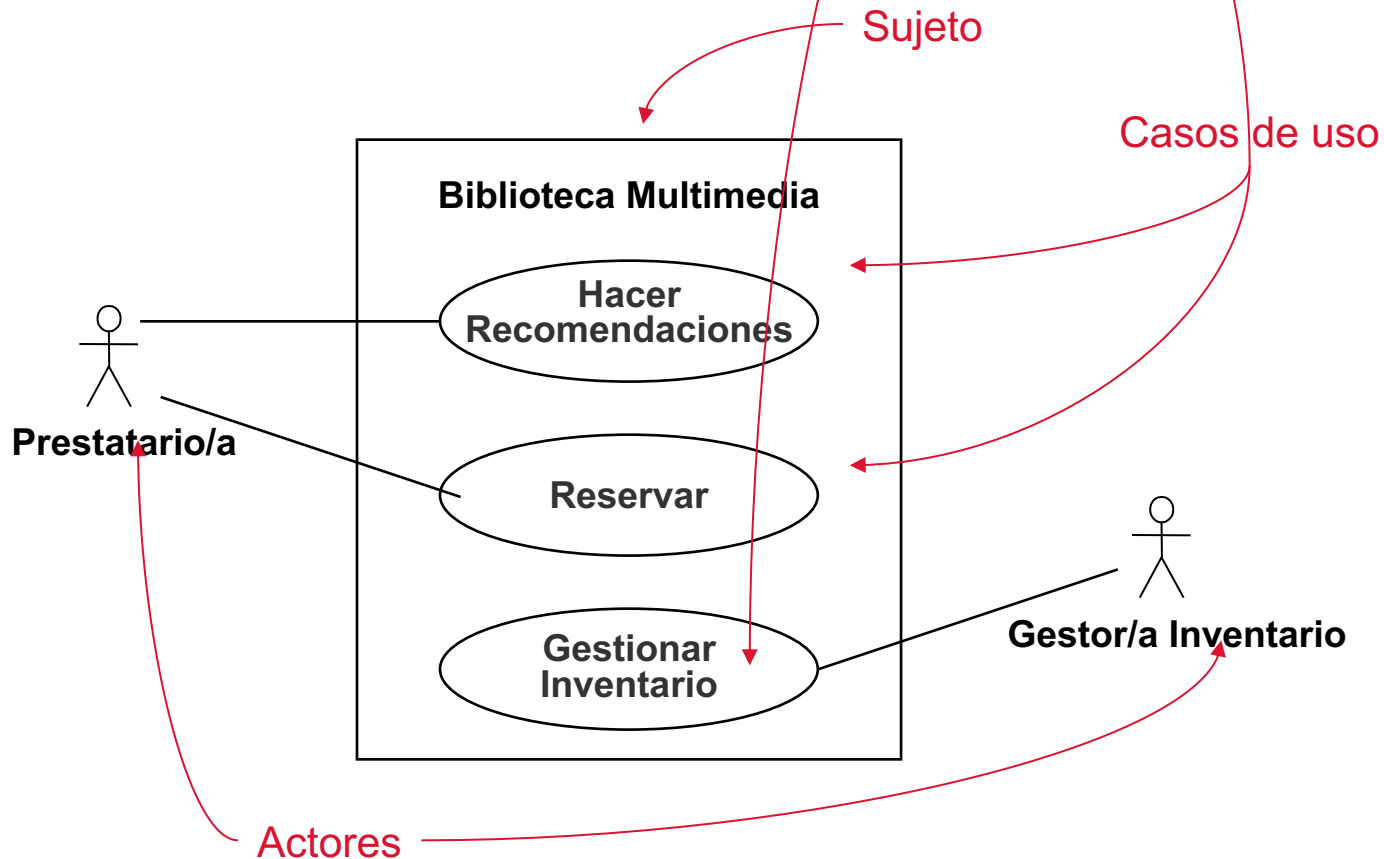 Sujeto
Casos de uso
Biblioteca Multimedia
Hacer
Recomendaciones
Prestatario/a
Reservar
Gestor/a Inventario
Gestionar
Inventario
Actores